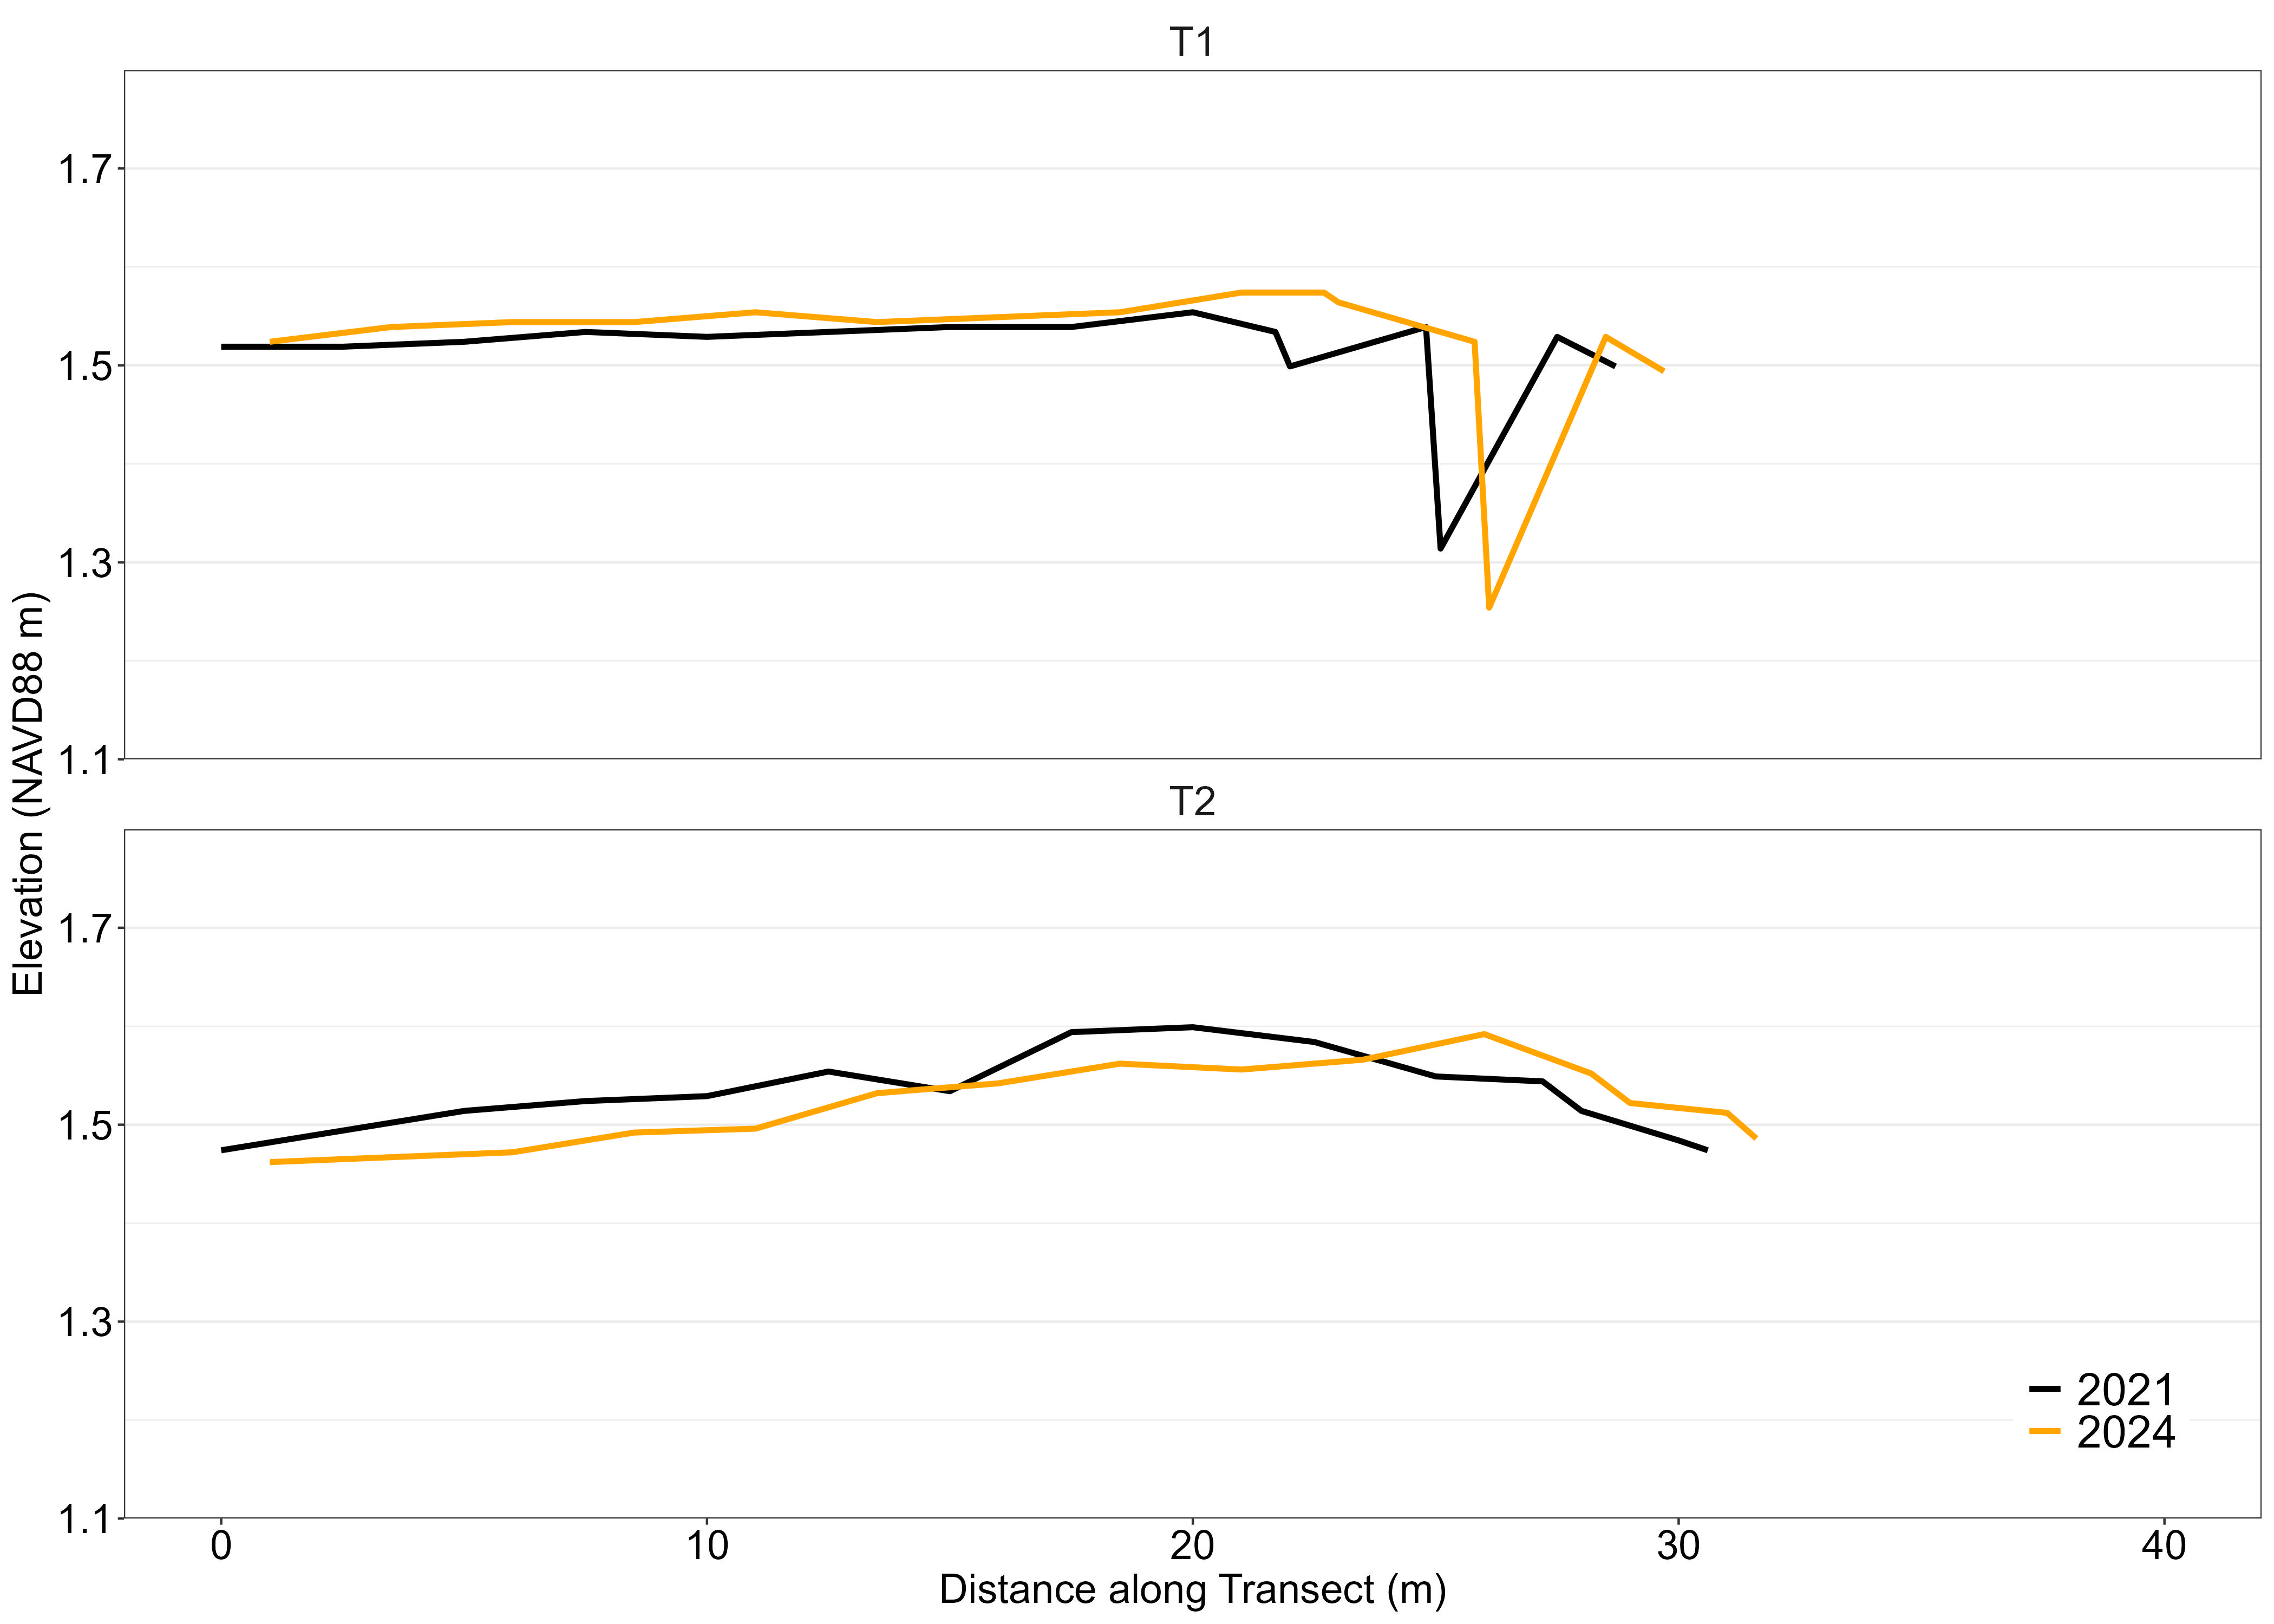 T1
1.7
1.5
1.3
1.1
T2
1.7
1.5
1.3
1.1
Elevation (NAVD88 m)
2021
2024
0 10 20 30 40
Distance along Transect (m)